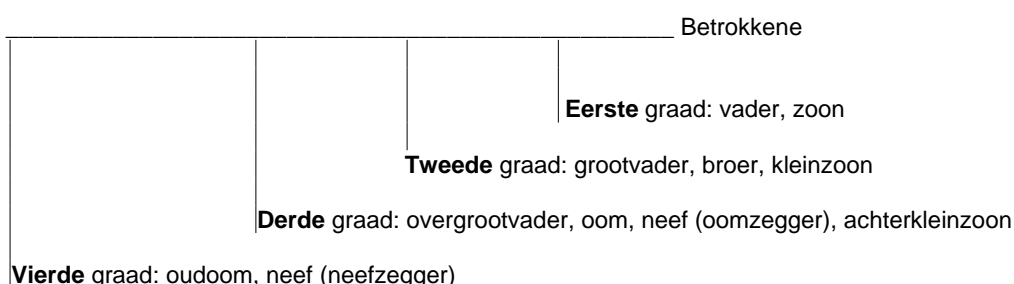 Betrokkene
Eerste graad: vader, zoon
Tweede graad: grootvader, broer, kleinzoon
Derde graad: overgrootvader, oom, neef (oomzegger), achterkleinzoon
Vierde graad: oudoom, neef (neefzegger)